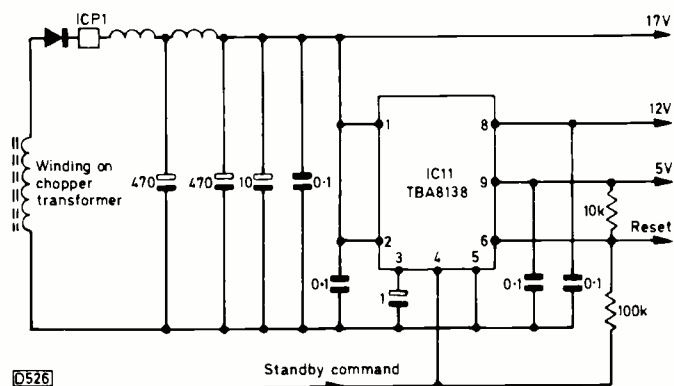 ICP1
17V
Winding on
chopper
transformer
470
470
10
0·1
1
2
3
4
5
6
8
9
IC11
TBA8138
12V
5V
10k
Reset
0·1
1
0·1
0·1
100k
Standby command
D526